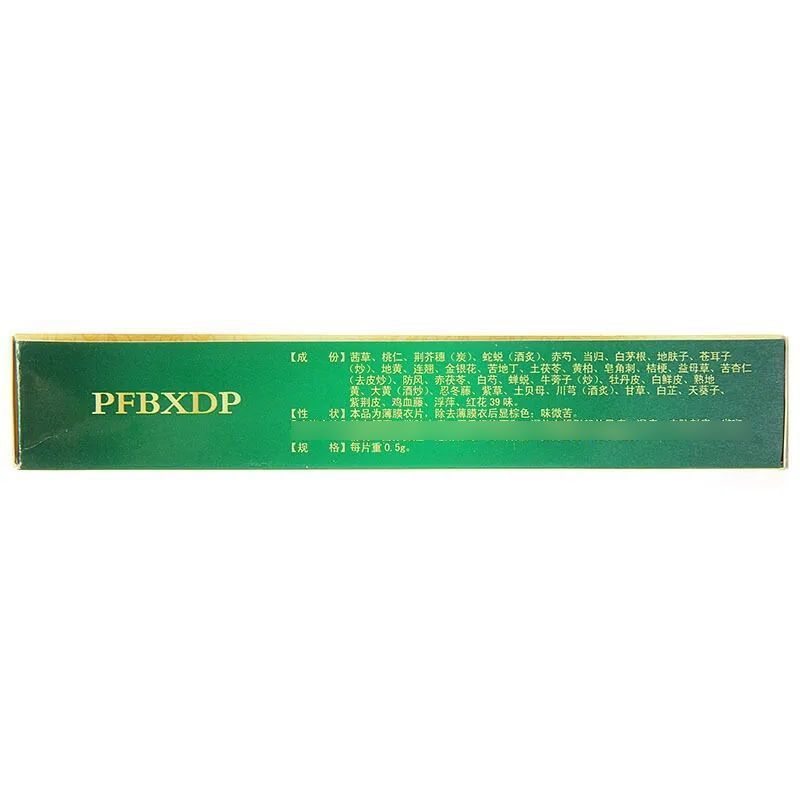 PFBXDP
【成 份】茜草、桃仁、荆芥穗（炭）、蛇蜕（酒炙）、赤芍、当归、白茅根、地肤子、苍耳子
（炒）、地黄、连翘、金银花、苦地丁、土茯苓、黄柏、皂角刺、桔梗、益母草、苦杏仁
（去皮炒）、防风、赤茯苓、白芍、蝉蜕、牛蒡子（炒）、牡丹皮、白鲜皮、熟地
黄、大黄（酒炒）、忍冬藤、紫草、土贝母、川芎（酒炙）、甘草、白芷、天葵子、
紫荆皮、鸡血藤、浮萍、红花39味。
【性 状】本品为薄膜衣片，除去薄膜衣后显棕色；味微苦。
【规 格】每片重0.5g。